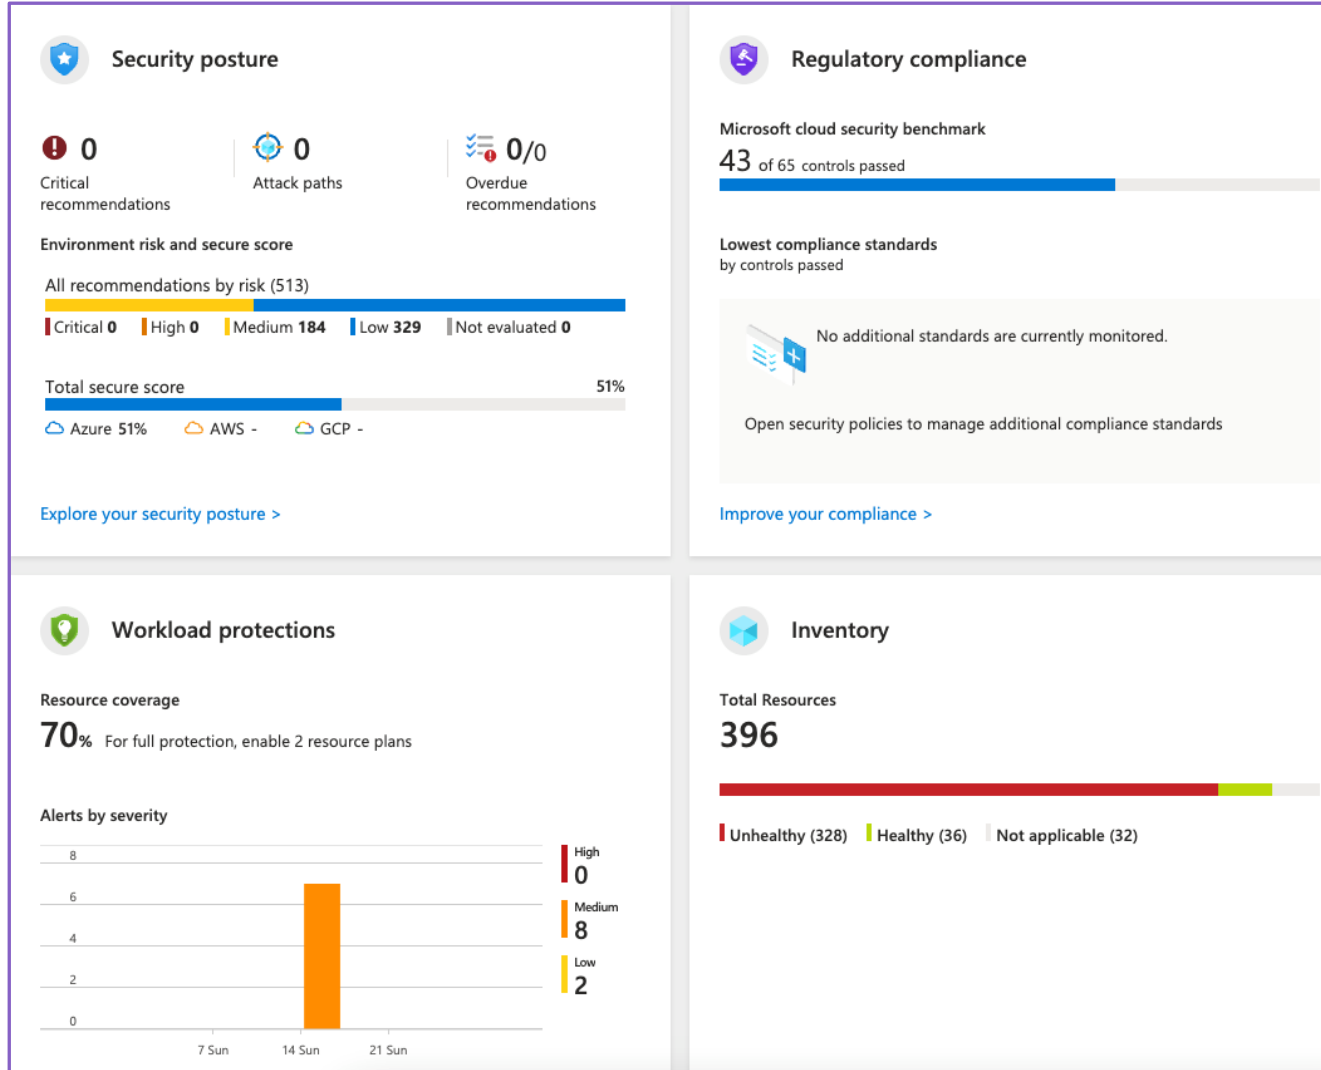 Security posture
0
Critical
recommendations
0
Attack paths
0/0
Overdue
recommendations
Environment risk and secure score
All recommendations by risk (513)
Critical 0 High 0 Medium 184 Low 329 Not evaluated 0
Total secure score 51%
Azure 51% AWS - GCP -
Explore your security posture >
Regulatory compliance
Microsoft cloud security benchmark
43 of 65 controls passed
Lowest compliance standards
by controls passed
No additional standards are currently monitored.
Open security policies to manage additional compliance standards
Improve your compliance >
Workload protections
Resource coverage
70% For full protection, enable 2 resource plans
Alerts by severity
8
6
4
2
0
7 Sun 14 Sun 21 Sun
High
0
Medium
8
Low
2
Inventory
Total Resources
396
Unhealthy (328) Healthy (36) Not applicable (32)